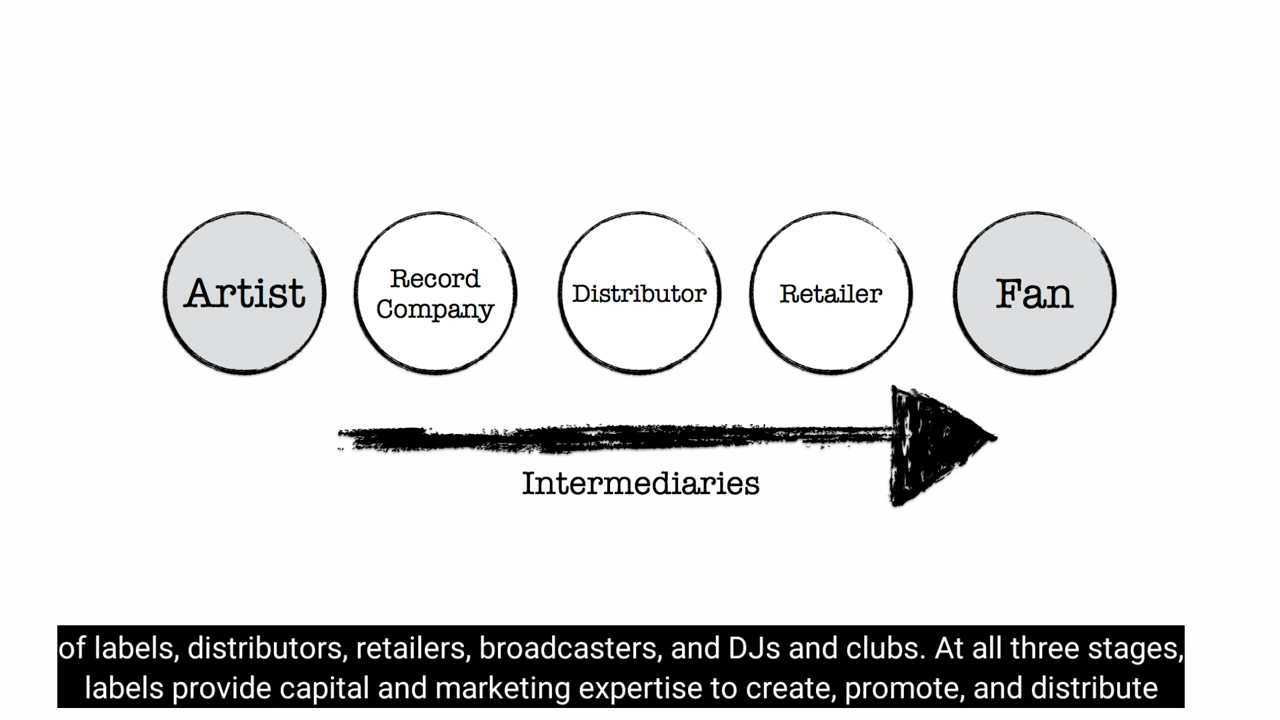 Artist
Record
Company
Distributor
Retailer
Fan
Intermediaries
of labels, distributors, retailers, broadcasters, and DJs and clubs. At all three stages,
labels provide capital and marketing expertise to create, promote, and distribute